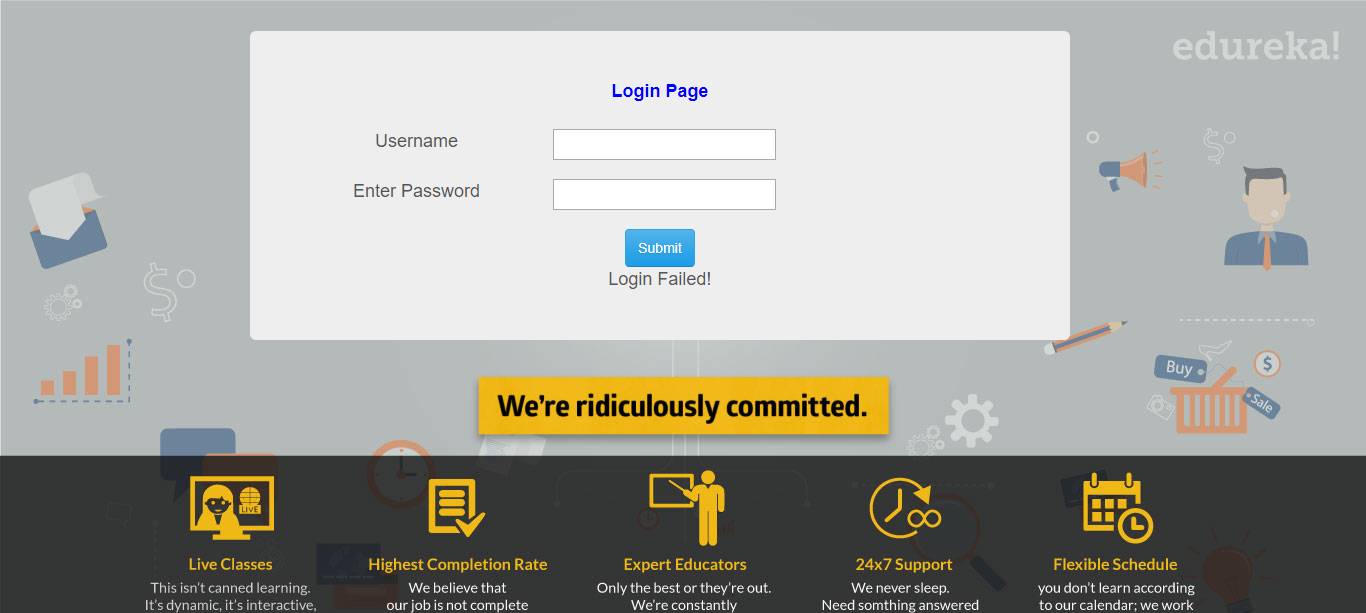 edureka!
Login Page
Username
Enter Password
Submit
Login Failed!
Buy
$
Sale
We're ridiculously committed.
LIVE
Live Classes
This isn't canned learning.
It's dynamic, it's interactive,
Highest Completion Rate
We believe that
our job is not complete
Expert Educators
Only the best or they're out.
We're constantly
24x7 Support
We never sleep.
Need somthing answered
Flexible Schedule
you don't learn according
to our calendar; we work